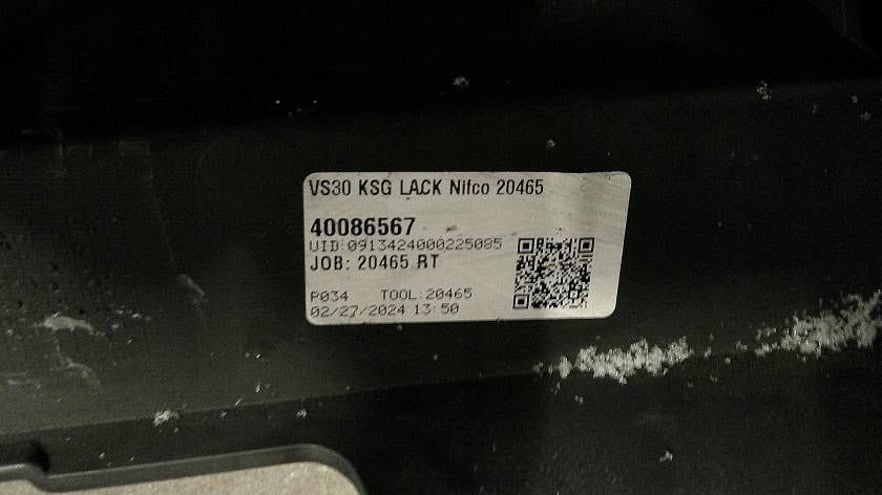 VS30 KSG LACK Nifco 20465
40086567
UID:0913424000225085
JOB: 20465 RT
P034 TOOL:20465
02/27/2024 13:50